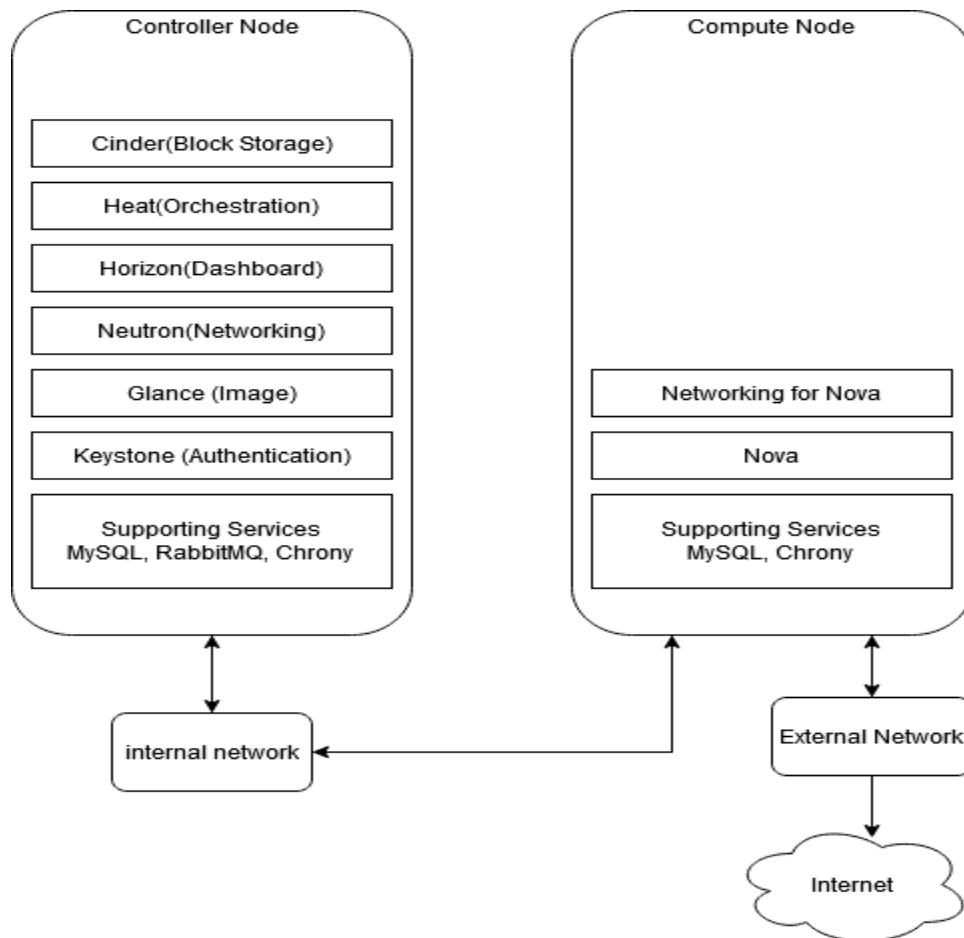 Controller Node
Cinder(Block Storage)
Heat(Orchestration)
Horizon(Dashboard)
Neutron(Networking)
Glance (Image)
Keystone (Authentication)
Supporting Services
MySQL, RabbitMQ, Chrony
Compute Node
Networking for Nova
Nova
Supporting Services
MySQL, Chrony
internal network
External Network
Internet